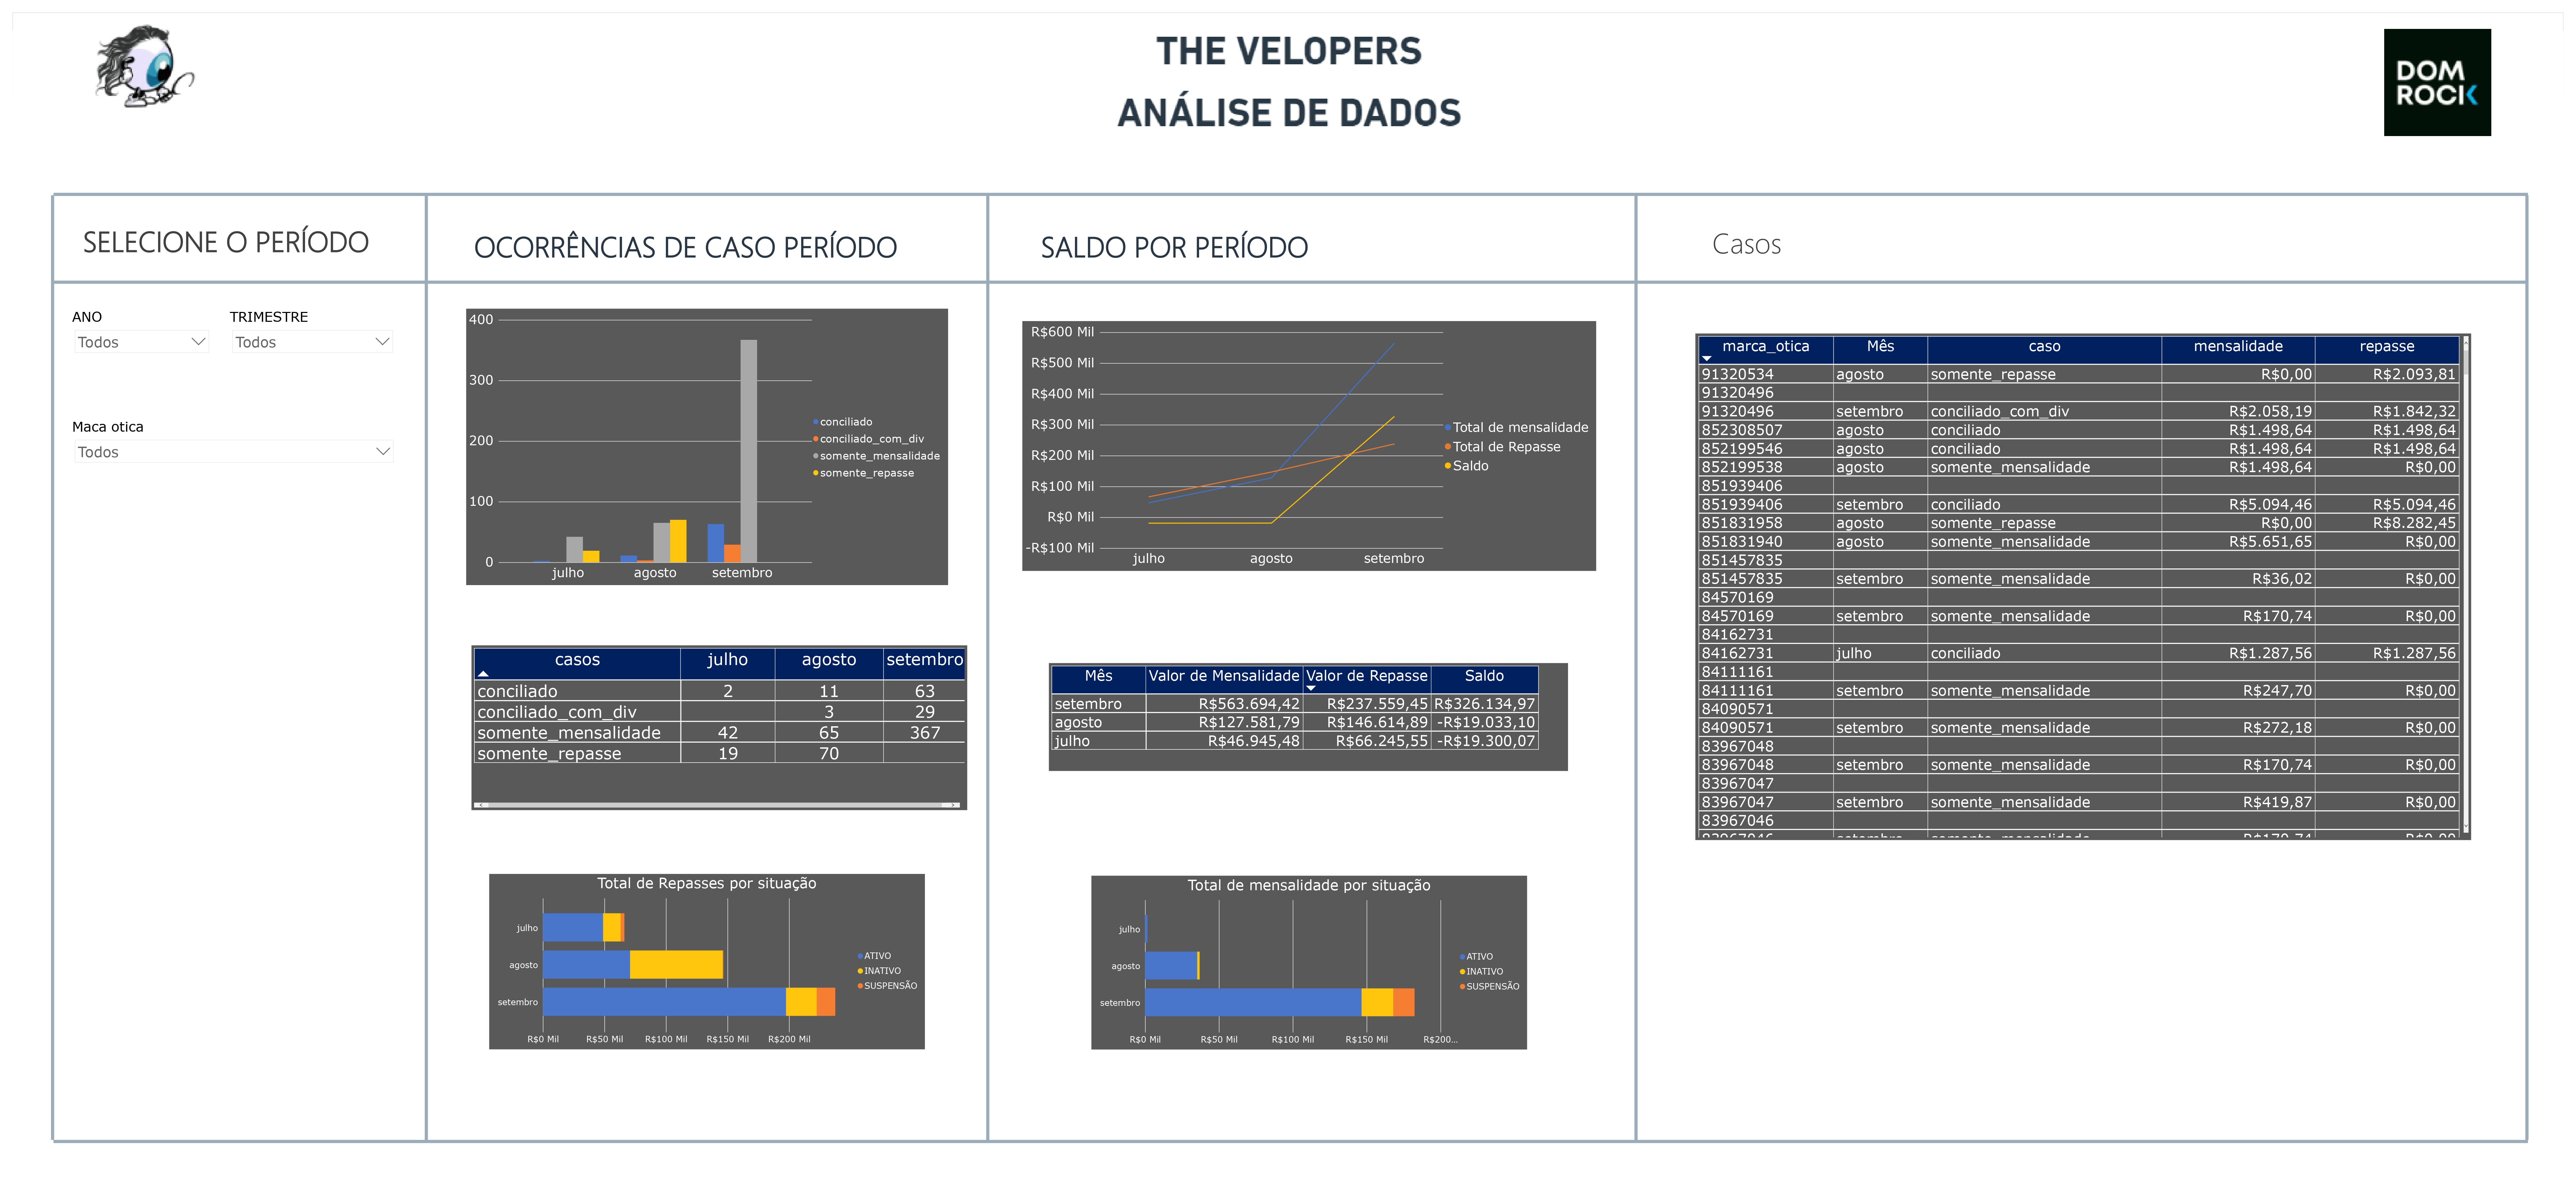 THE VELOPERS
ANÁLISE DE DADOS
DOM
ROCK
SELECIONE O PERÍODO
ANO
TRIMESTRE
Todos
Todos
Maca otica
Todos
OCORRÊNCIAS DE CASO PERÍODO
400
300
200
100
0
julho agosto setembro
conciliado
conciliado_com_div
somente_mensalidade
somente_repasse
casos julho agosto setembro
conciliado 2 11 63
conciliado_com_div 3 29
somente_mensalidade 42 65 367
somente_repasse 19 70
Total de Repasses por situação
julho
agosto
setembro
R$0 Mil R$50 Mil R$100 Mil R$150 Mil R$200 Mil
ATIVO
INATIVO
SUSPENSÃO
SALDO POR PERÍODO
R$600 Mil
R$500 Mil
R$400 Mil
R$300 Mil
R$200 Mil
R$100 Mil
R$0 Mil
-R$100 Mil
julho agosto setembro
Total de mensalidade
Total de Repasse
Saldo
Mês Valor de Mensalidade Valor de Repasse Saldo
setembro R$563.694,42 R$237.559,45 R$326.134,97
agosto R$127.581,79 R$146.614,89 -R$19.033,10
julho R$46.945,48 R$66.245,55 -R$19.300,07
Total de mensalidade por situação
julho
agosto
setembro
R$0 Mil R$50 Mil R$100 Mil R$150 Mil R$200...
ATIVO
INATIVO
SUSPENSÃO
Casos
marca_otica Mês caso mensalidade repasse
91320534 agosto somente_repasse R$0,00 R$2.093,81
91320496
91320496 setembro conciliado_com_div R$2.058,19 R$1.842,32
852308507 agosto conciliado R$1.498,64 R$1.498,64
852199546 agosto conciliado R$1.498,64 R$1.498,64
852199538 agosto somente_mensalidade R$1.498,64 R$0,00
851939406
851939406 setembro conciliado R$5.094,46 R$5.094,46
851831958 agosto somente_repasse R$0,00 R$8.282,45
851831940 agosto somente_mensalidade R$5.651,65 R$0,00
851457835
851457835 setembro somente_mensalidade R$36,02 R$0,00
84570169
84570169 setembro somente_mensalidade R$170,74 R$0,00
84162731
84162731 julho conciliado R$1.287,56 R$1.287,56
84111161
84111161 setembro somente_mensalidade R$247,70 R$0,00
84090571
84090571 setembro somente_mensalidade R$272,18 R$0,00
83967048
83967048 setembro somente_mensalidade R$170,74 R$0,00
83967047
83967047 setembro somente_mensalidade R$419,87 R$0,00
83967046
83967046 setembro somente_mensalidade R$170,74 R$0,00